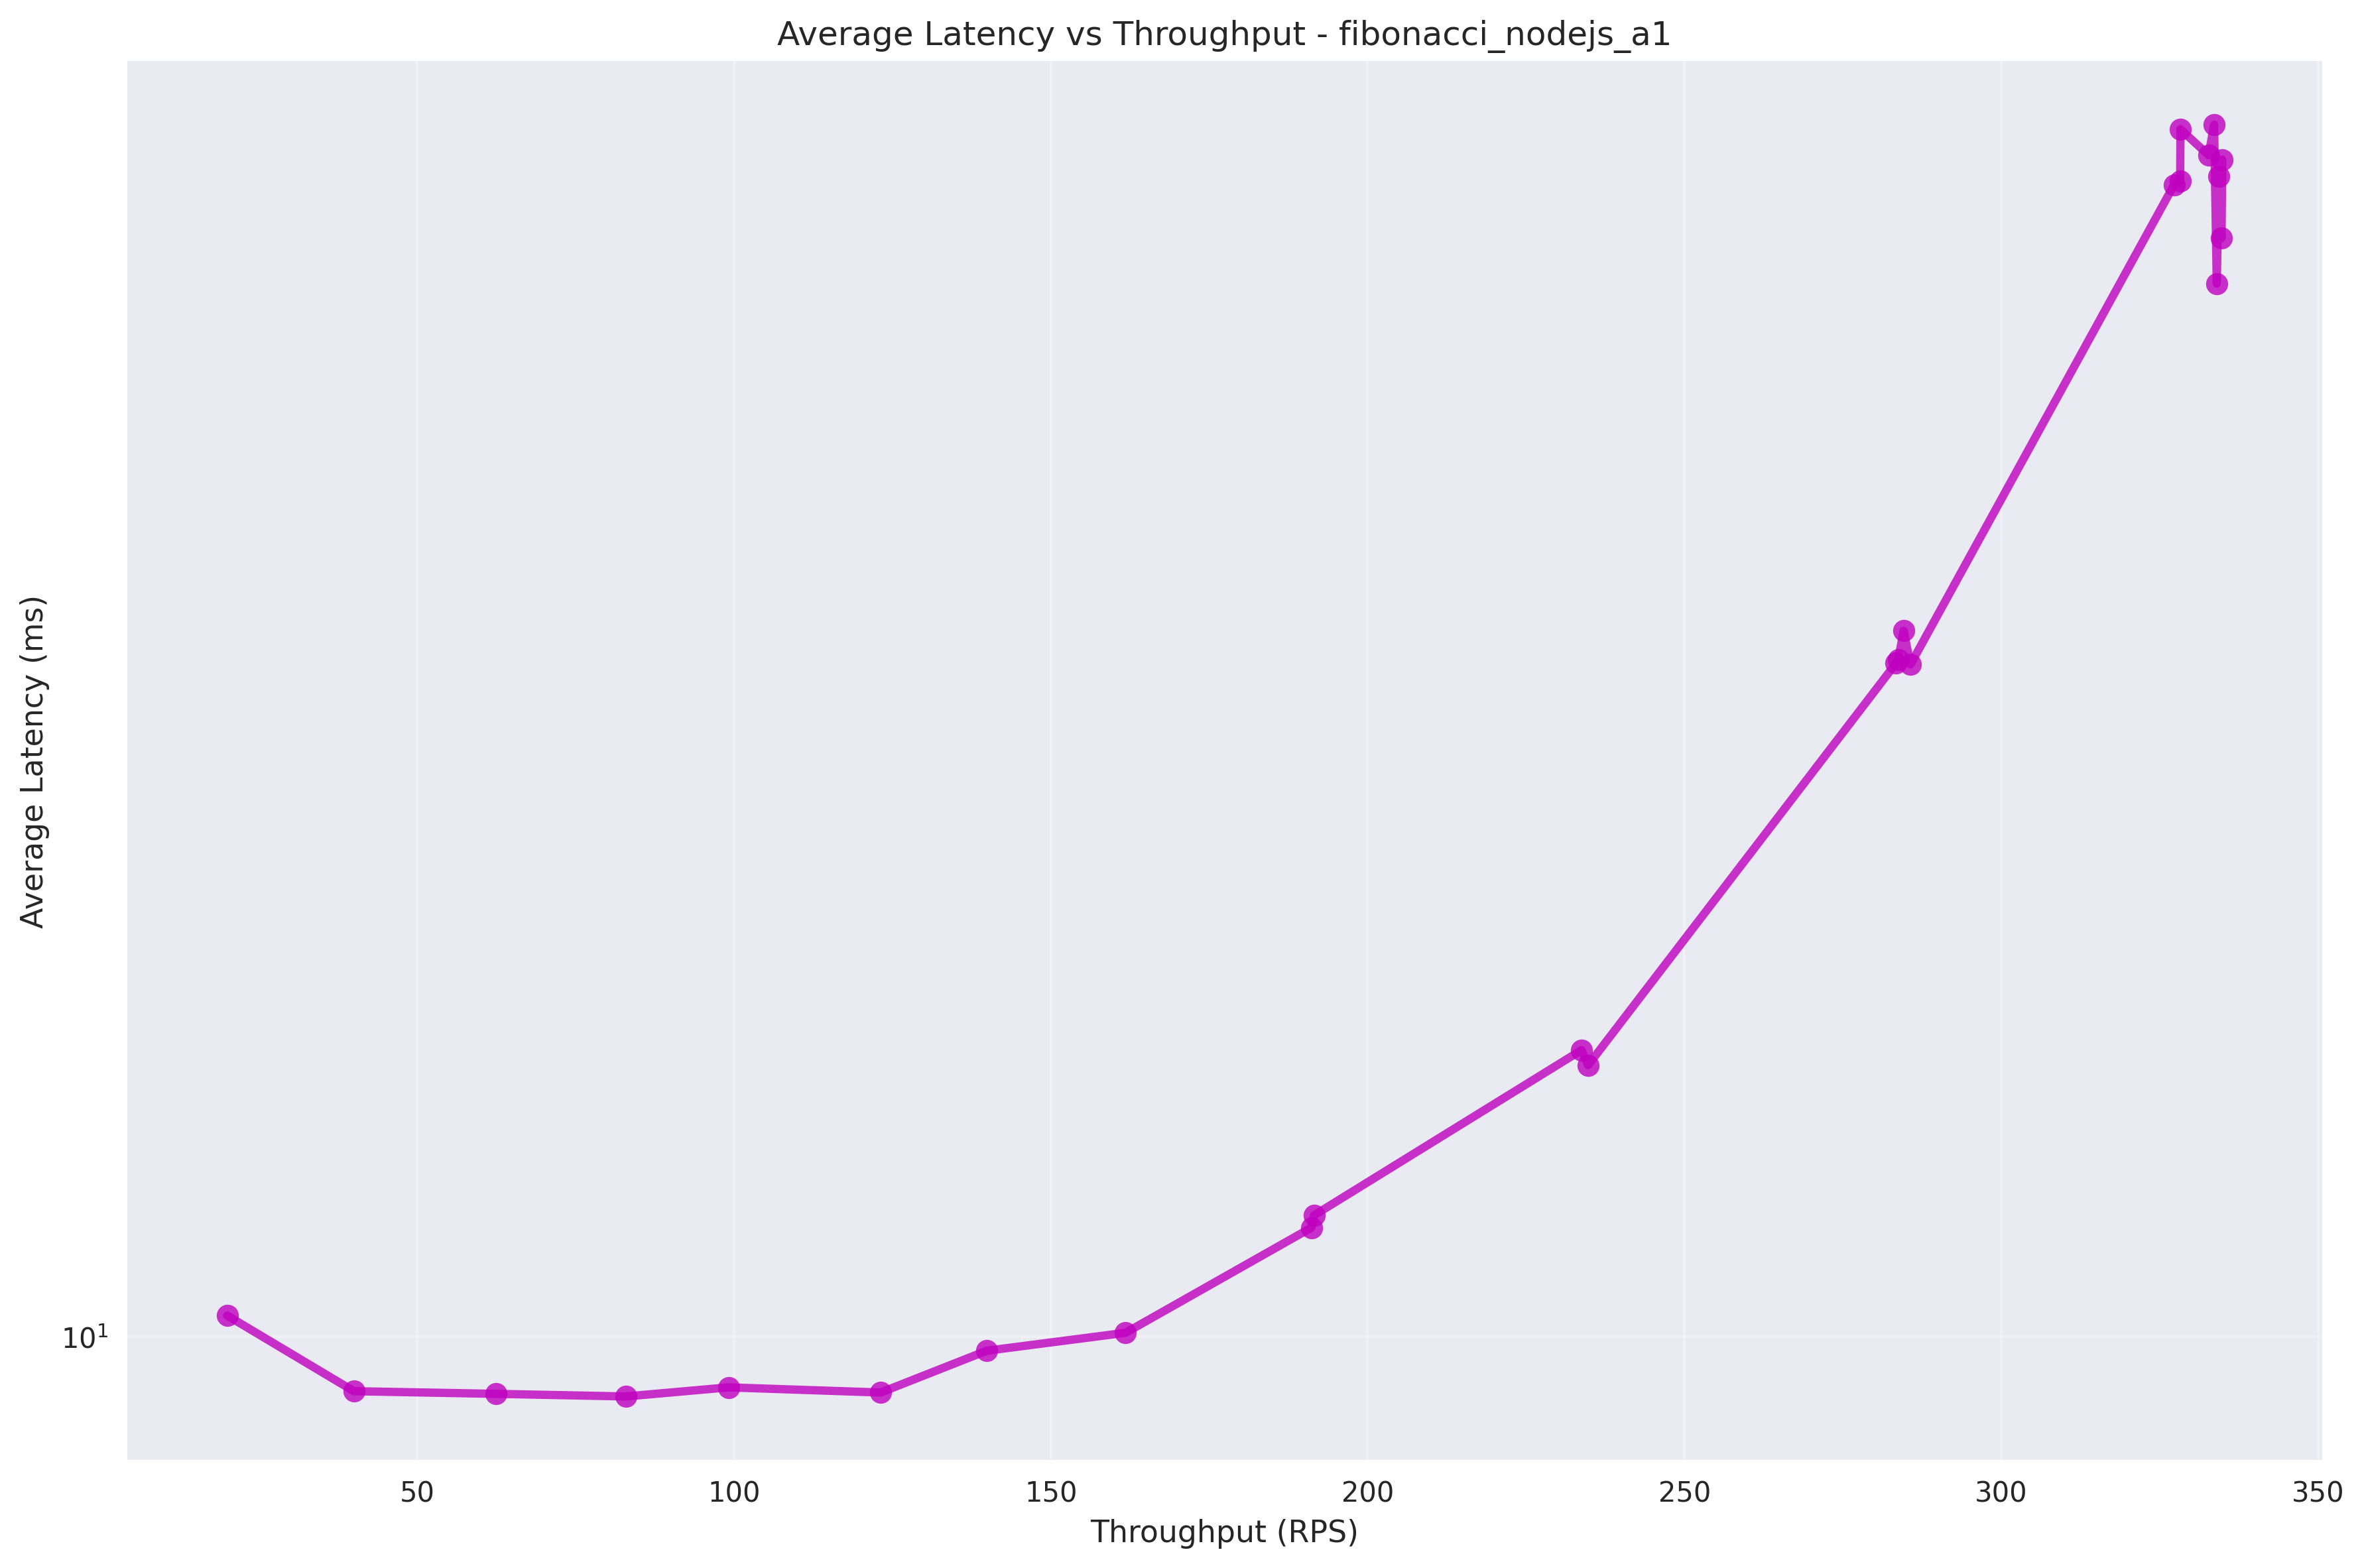 Average Latency vs Throughput - fibonacci_nodejs_a1
Average Latency (ms)
10¹
50 100 150 200 250 300 350
Throughput (RPS)